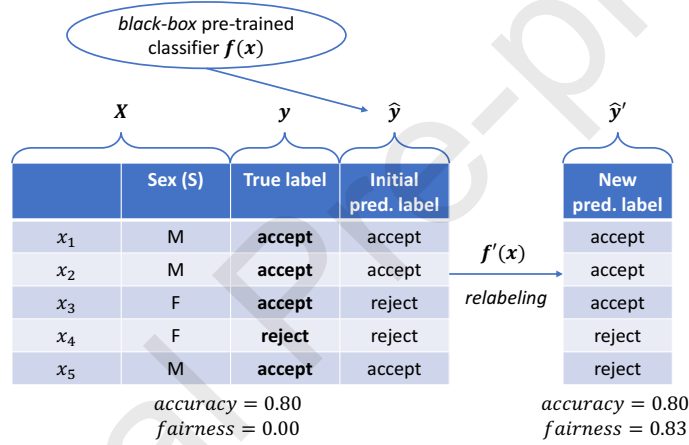 black-box pre-trained
classifier f(x)
X y ŷ ŷ′
Sex (S) True label Initial pred. label New pred. label
x₁ M accept accept accept
x₂ M accept accept accept
x₃ F accept reject accept
x₄ F reject reject reject
x₅ M accept accept reject
f′(x)
relabeling
accuracy = 0.80
fairness = 0.00
accuracy = 0.80
fairness = 0.83
al Pre-p